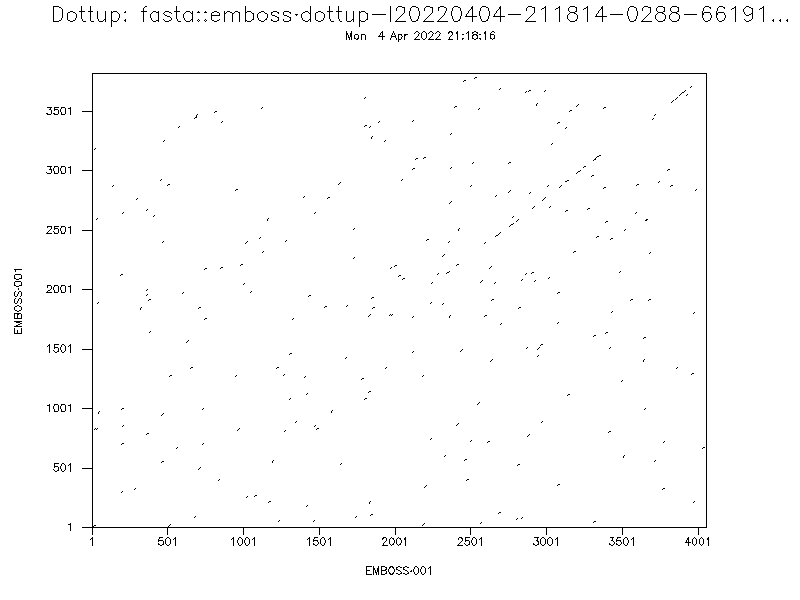 Dottup: fasta::emboss-dottup-I20220404-211814-0288-66191...
Mon 4 Apr 2022 21:18:16
3501
3001
2501
2001
1501
1001
501
1
EMBOSS-001
1 501 1001 1501 2001 2501 3001 3501 4001
EMBOSS-001